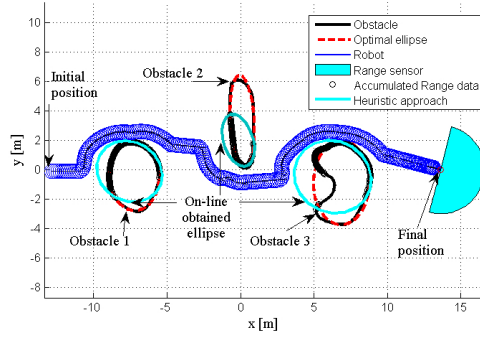 10
8
6
4
2
0
-2
-4
-6
-8
y [m]
-10
-5
0
5
10
15
x [m]
Initial
position
Obstacle 2
Obstacle 1
On-line
obtained
ellipse
Obstacle 3
Final
position
Obstacle
Optimal ellipse
Robot
Range sensor
Accumulated Range data
Heuristic approach